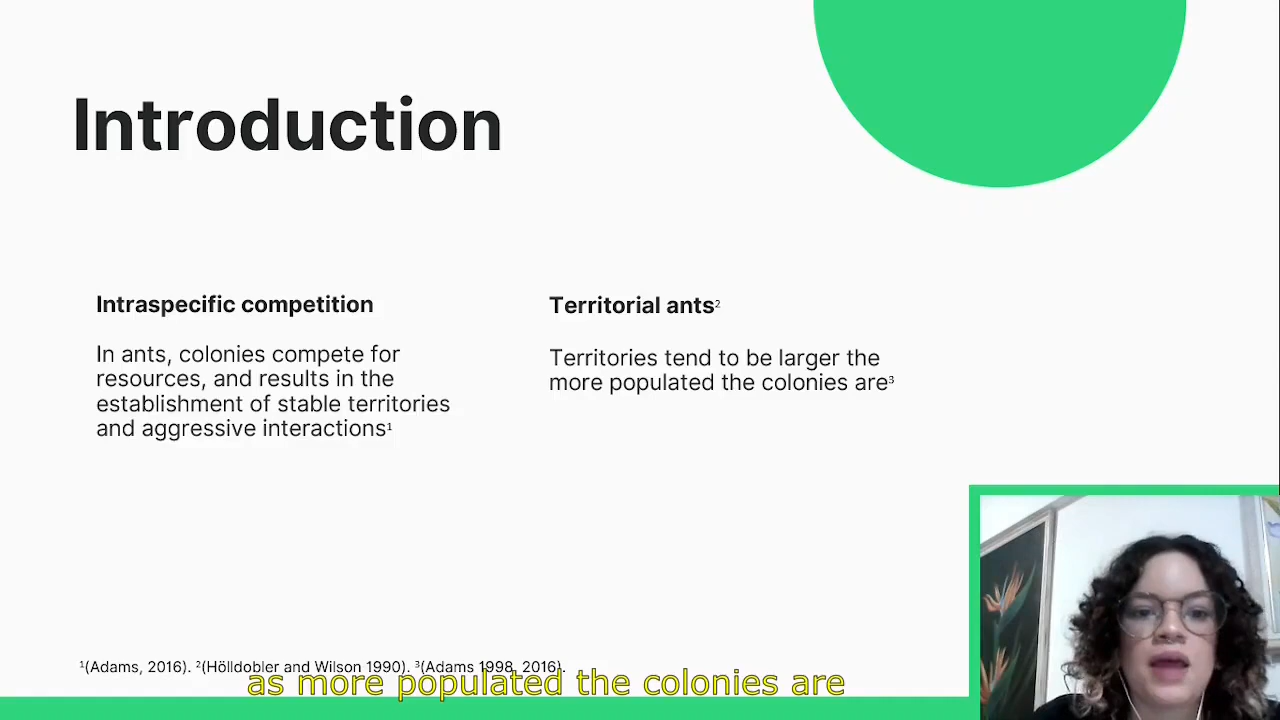 Introduction
Intraspecific competition
In ants, colonies compete for
resources, and results in the
establishment of stable territories
and aggressive interactions¹
Territorial ants²
Territories tend to be larger the
more populated the colonies are³
¹(Adams, 2016). ²(Hölldobler and Wilson 1990). ³(Adams 1998, 2016).
as more populated the colonies are